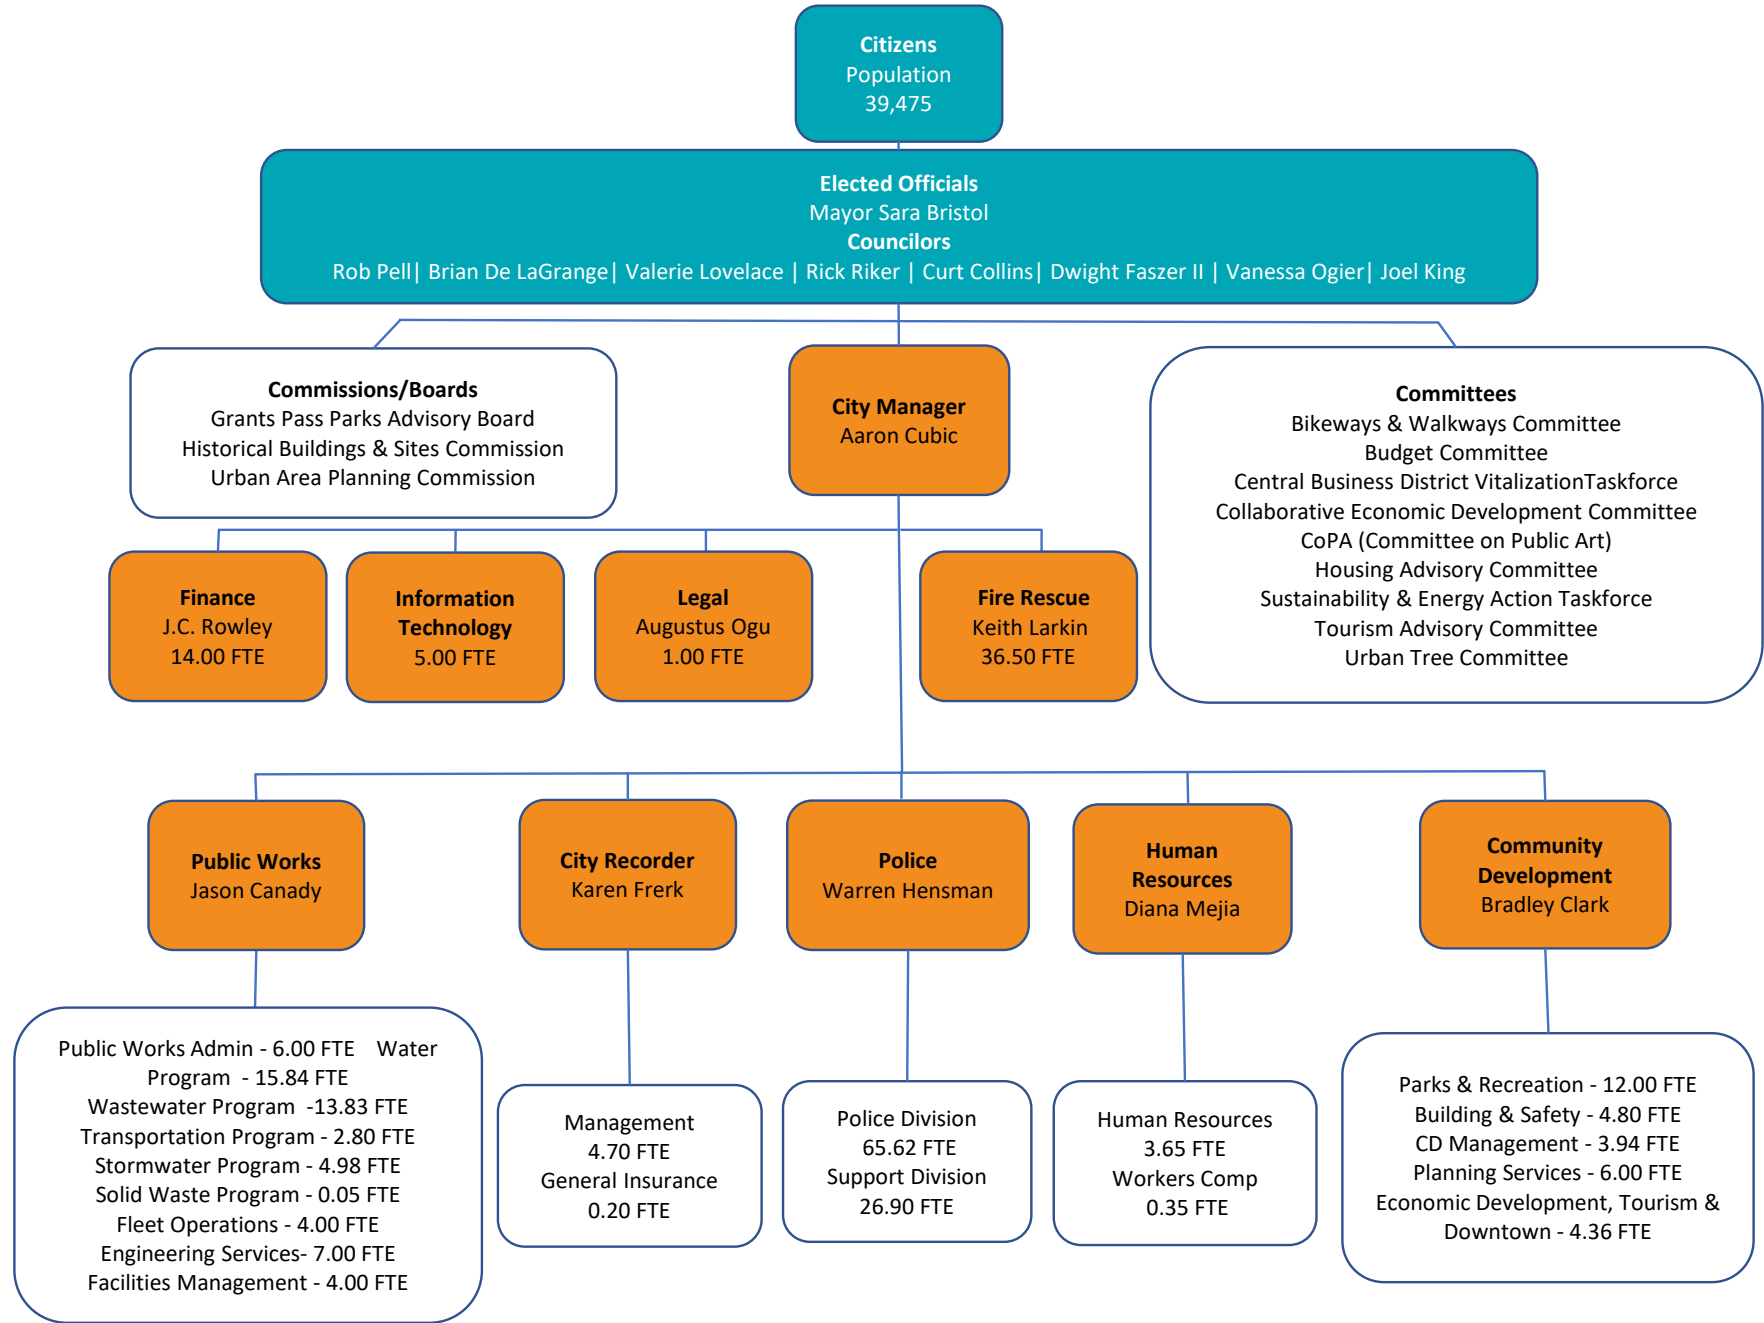 Citizens
Population
39,475
Elected Officials
Mayor Sara Bristol
Councilors
Rob Pell| Brian De LaGrange| Valerie Lovelace | Rick Riker | Curt Collins| Dwight Faszer II | Vanessa Ogier| Joel King
Commissions/Boards
Grants Pass Parks Advisory Board
Historical Buildings & Sites Commission
Urban Area Planning Commission
City Manager
Aaron Cubic
Committees
Bikeways & Walkways Committee
Budget Committee
Central Business District VitalizationTaskforce
Collaborative Economic Development Committee
CoPA (Committee on Public Art)
Housing Advisory Committee
Sustainability & Energy Action Taskforce
Tourism Advisory Committee
Urban Tree Committee
Finance
J.C. Rowley
14.00 FTE
Information
Technology
5.00 FTE
Legal
Augustus Ogu
1.00 FTE
Fire Rescue
Keith Larkin
36.50 FTE
Public Works
Jason Canady
City Recorder
Karen Frerk
Police
Warren Hensman
Human
Resources
Diana Mejia
Community
Development
Bradley Clark
Public Works Admin - 6.00 FTE    Water
Program  - 15.84 FTE
Wastewater Program  -13.83 FTE
Transportation Program - 2.80 FTE
Stormwater Program - 4.98 FTE
Solid Waste Program - 0.05 FTE
Fleet Operations - 4.00 FTE
Engineering Services- 7.00 FTE
Facilities Management - 4.00 FTE
Management
4.70 FTE
General Insurance
0.20 FTE
Police Division
65.62 FTE
Support Division
26.90 FTE
Human Resources
3.65 FTE
Workers Comp
0.35 FTE
Parks & Recreation - 12.00 FTE
Building & Safety - 4.80 FTE
CD Management - 3.94 FTE
Planning Services - 6.00 FTE
Economic Development, Tourism &
Downtown - 4.36 FTE